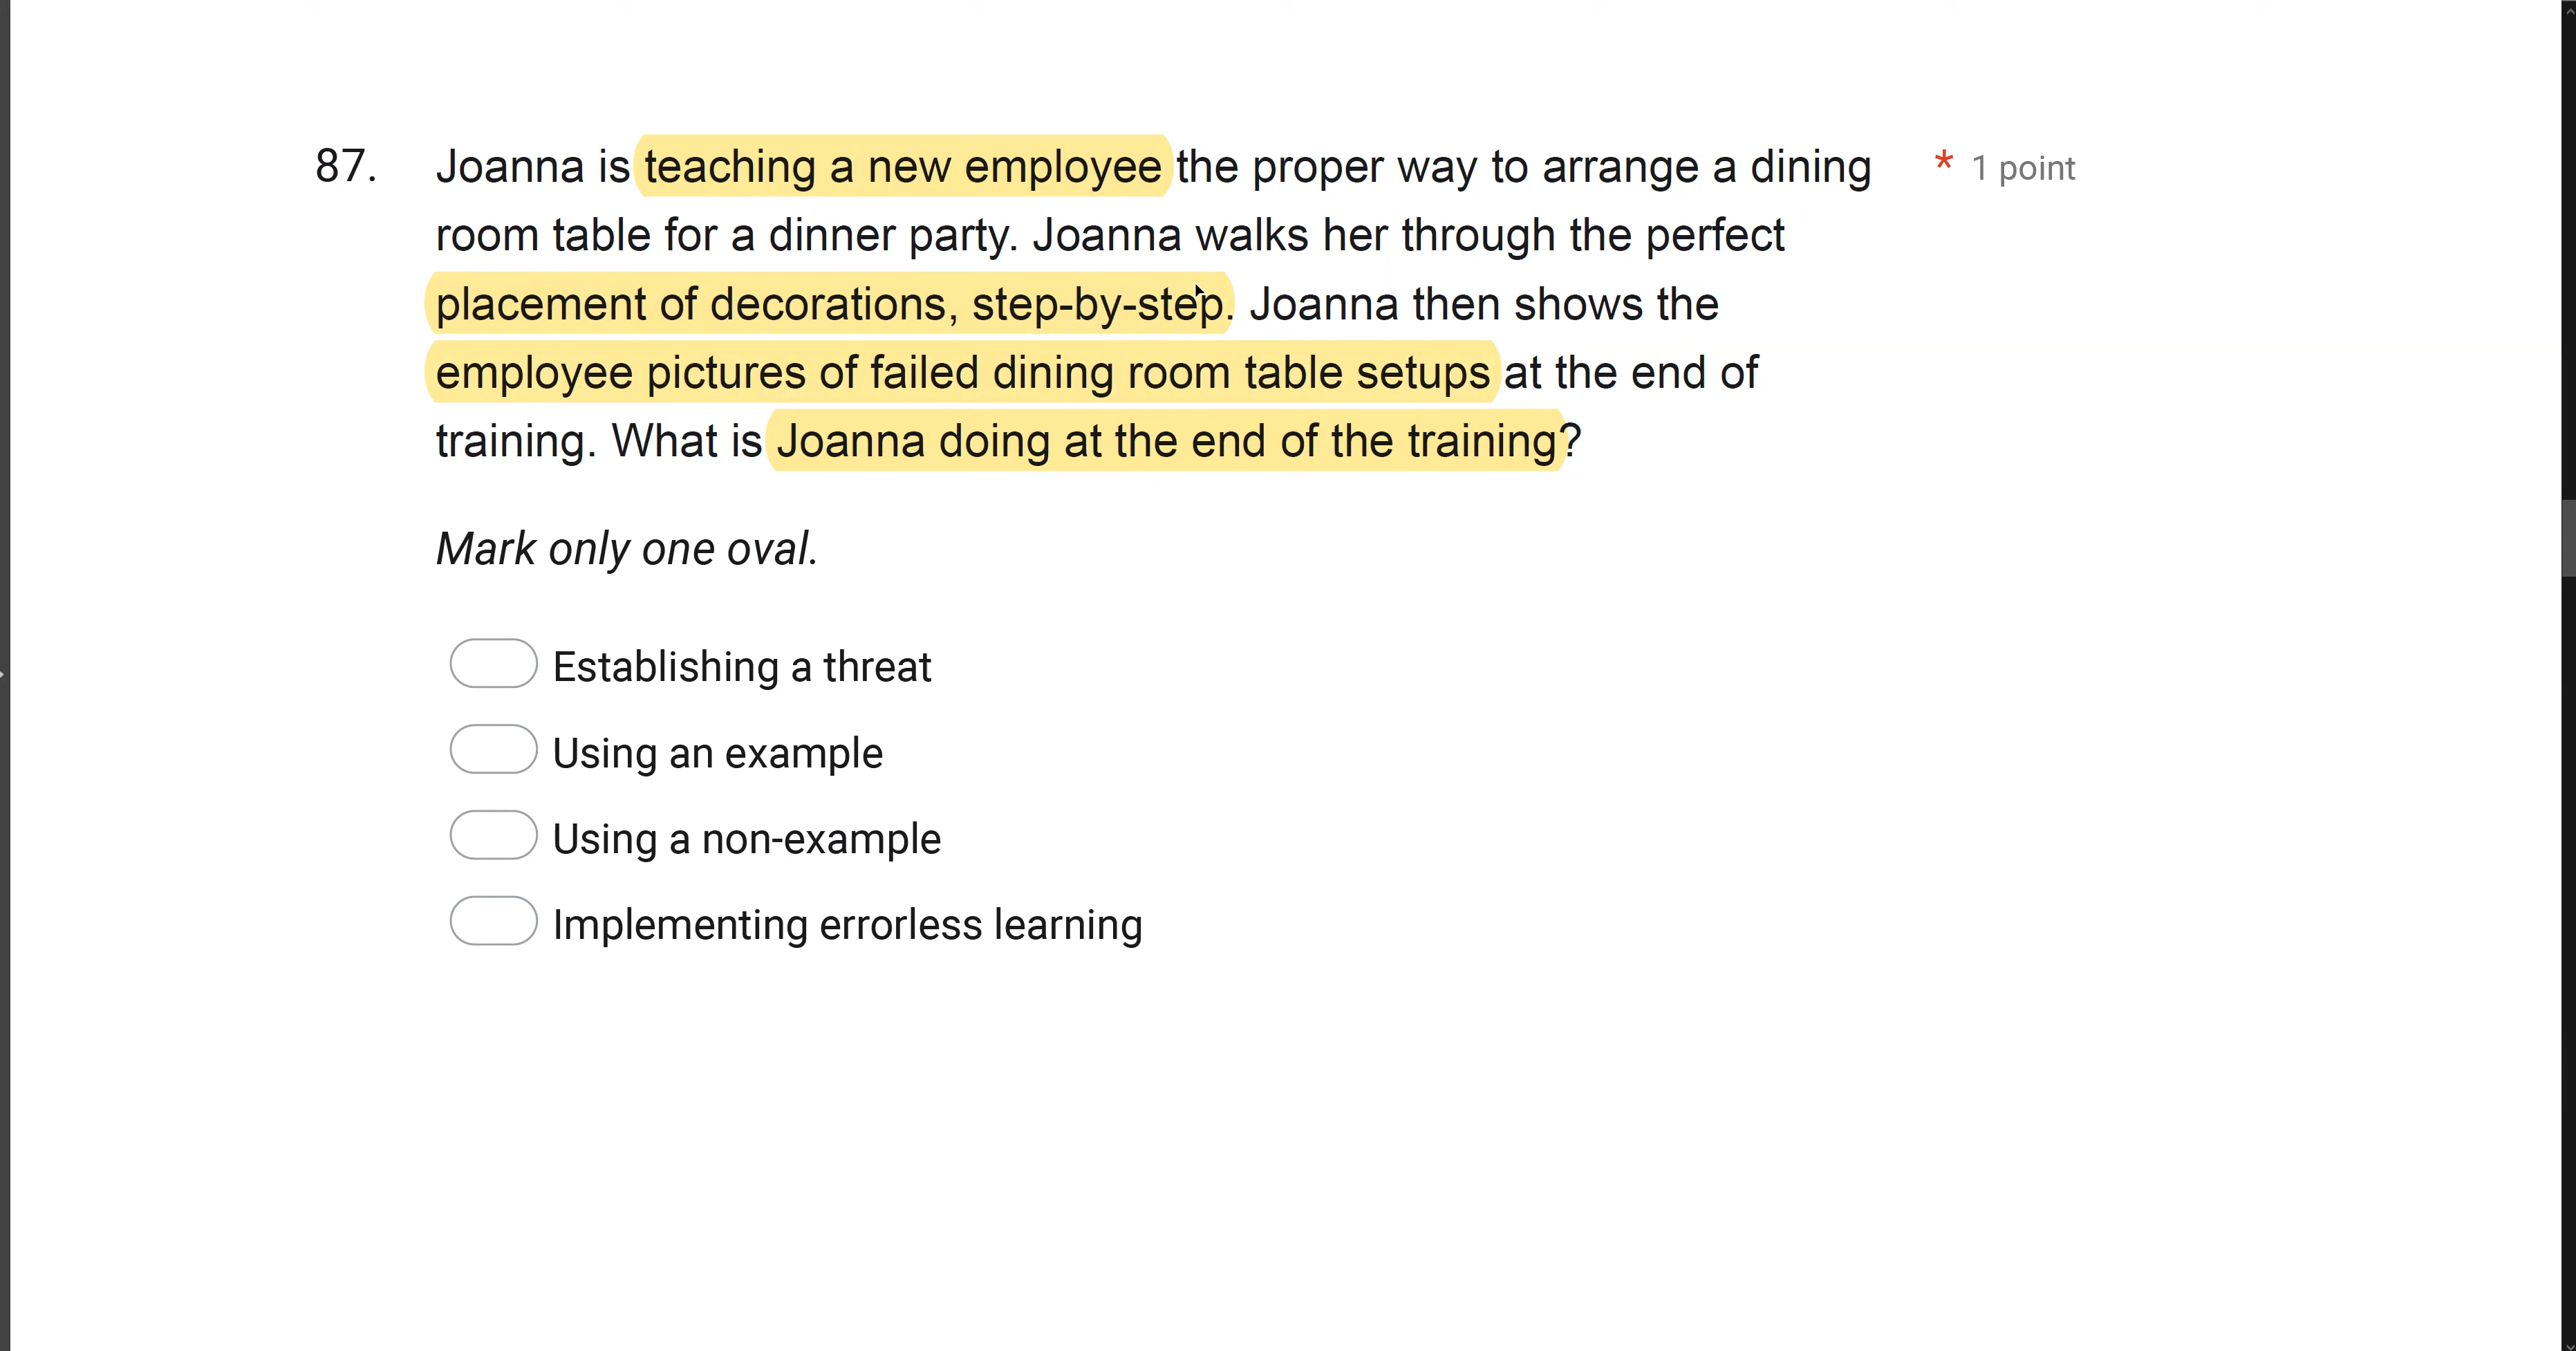 87. Joanna is teaching a new employee the proper way to arrange a dining * 1 point
room table for a dinner party. Joanna walks her through the perfect
placement of decorations, step-by-step. Joanna then shows the
employee pictures of failed dining room table setups at the end of
training. What is Joanna doing at the end of the training?
Mark only one oval.
Establishing a threat
Using an example
Using a non-example
Implementing errorless learning